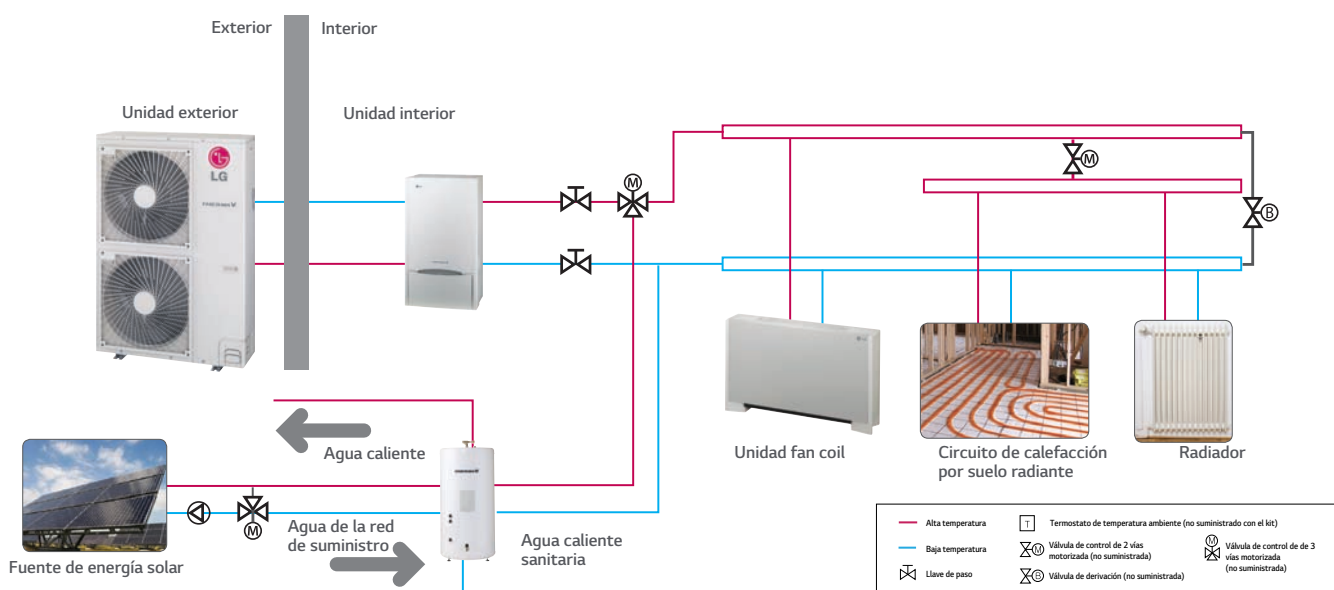 Exterior
Interior
Unidad exterior
Unidad interior
LG
M
M
B
Unidad fan coil
Circuito de calefacción
por suelo radiante
Radiador
Agua caliente
Agua de la red
de suministro
M
Agua caliente
sanitaria
Fuente de energía solar
Alta temperatura
Baja temperatura
Llave de paso
T
Termostato de temperatura ambiente (no suministrado con el kit)
M
Válvula de control de 2 vías
motorizada (no suministrada)
B
Válvula de derivación (no suministrada)
M
Válvula de control de de 3
vías motorizada
(no suministrada)